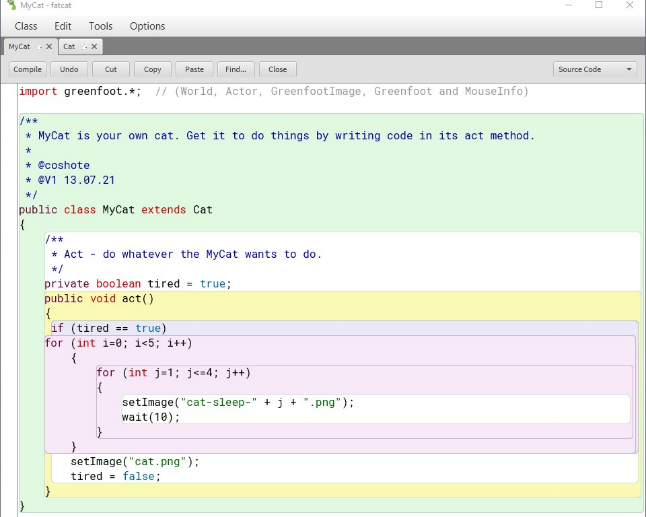 MyCat - fatcat
Class Edit Tools Options
MyCat Cat
Compile Undo Cut Copy Paste Find... Close Source Code
import greenfoot.*;  // (World, Actor, GreenfootImage, Greenfoot and MouseInfo)
/**
 * MyCat is your own cat. Get it to do things by writing code in its act method.
 *
 * @coshote
 * @V1 13.07.21
 */
public class MyCat extends Cat
{
    /**
     * Act - do whatever the MyCat wants to do.
     */
    private boolean tired = true;
    public void act()
    {
     if (tired == true)
    for (int i=0; i<5; i++)
        {
            for (int j=1; j<=4; j++)
            {
                setImage("cat-sleep-" + j + ".png");
                wait(10);
            }
        }
        setImage("cat.png");
        tired = false;
    }
}